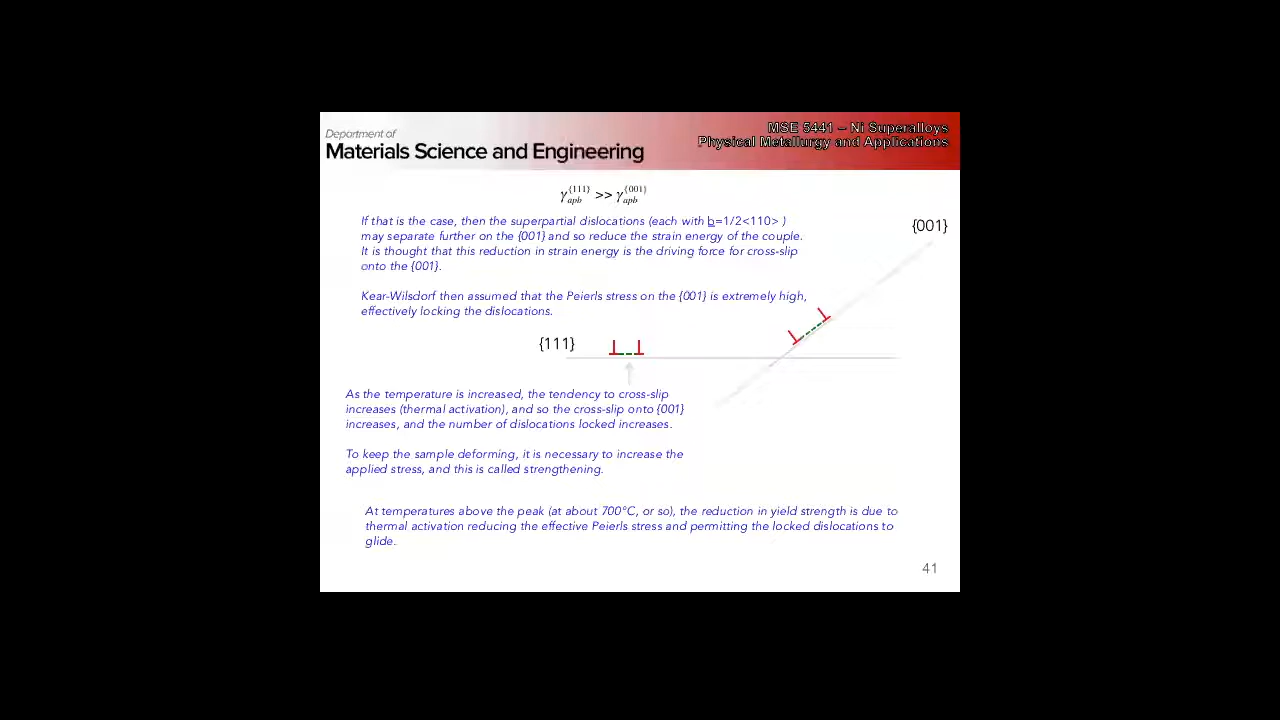 Department of
Materials Science and Engineering
MSE 5441 – Ni Superalloys
Physical Metallurgy and Applications
γ_apb^{111} >> γ_apb^{001}
If that is the case, then the superpartial dislocations (each with b=1/2<110> )
may separate further on the {001} and so reduce the strain energy of the couple.
It is thought that this reduction in strain energy is the driving force for cross-slip
onto the {001}.
{001}
Kear-Wilsdorf then assumed that the Peierls stress on the {001} is extremely high,
effectively locking the dislocations.
{111}
As the temperature is increased, the tendency to cross-slip
increases (thermal activation), and so the cross-slip onto {001}
increases, and the number of dislocations locked increases.
To keep the sample deforming, it is necessary to increase the
applied stress, and this is called strengthening.
At temperatures above the peak (at about 700°C, or so), the reduction in yield strength is due to
thermal activation reducing the effective Peierls stress and permitting the locked dislocations to
glide.
41